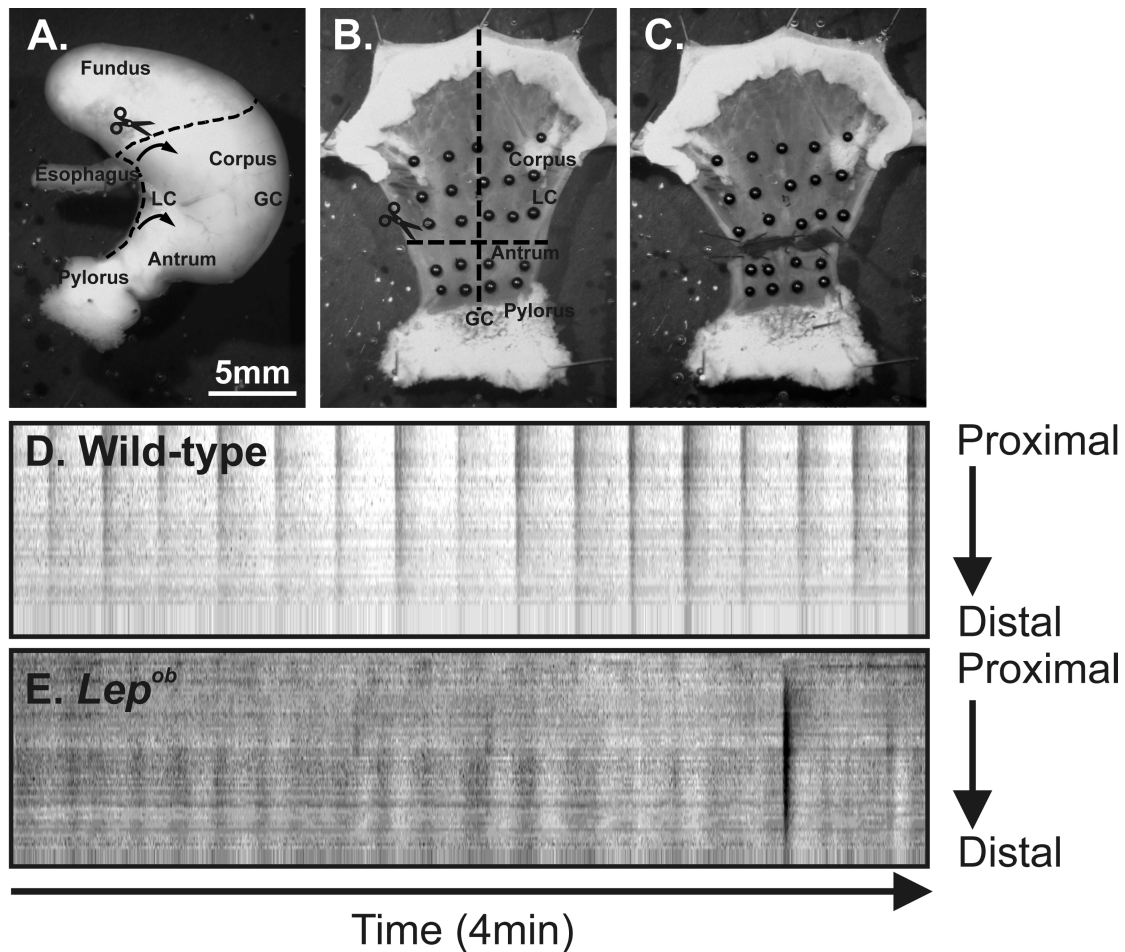 A.
Fundus
Corpus
Esophagus
LC
GC
Antrum
Pylorus
5mm
B.
Corpus
LC
Antrum
Pylorus
GC
C.
D. Wild-type
Proximal
Distal
E. Lep^ob
Proximal
Distal
Time (4min)